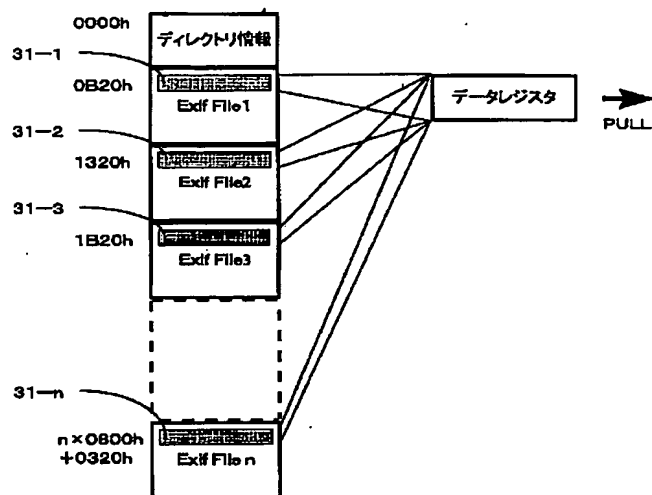 0000h
ディレクトリ情報
31—1
0B20h
Exif File1
データレジスタ
PULL
31—2
1320h
Exif File2
31—3
1B20h
Exif File3
31—n
n×0800h
+0320h
Exif File n